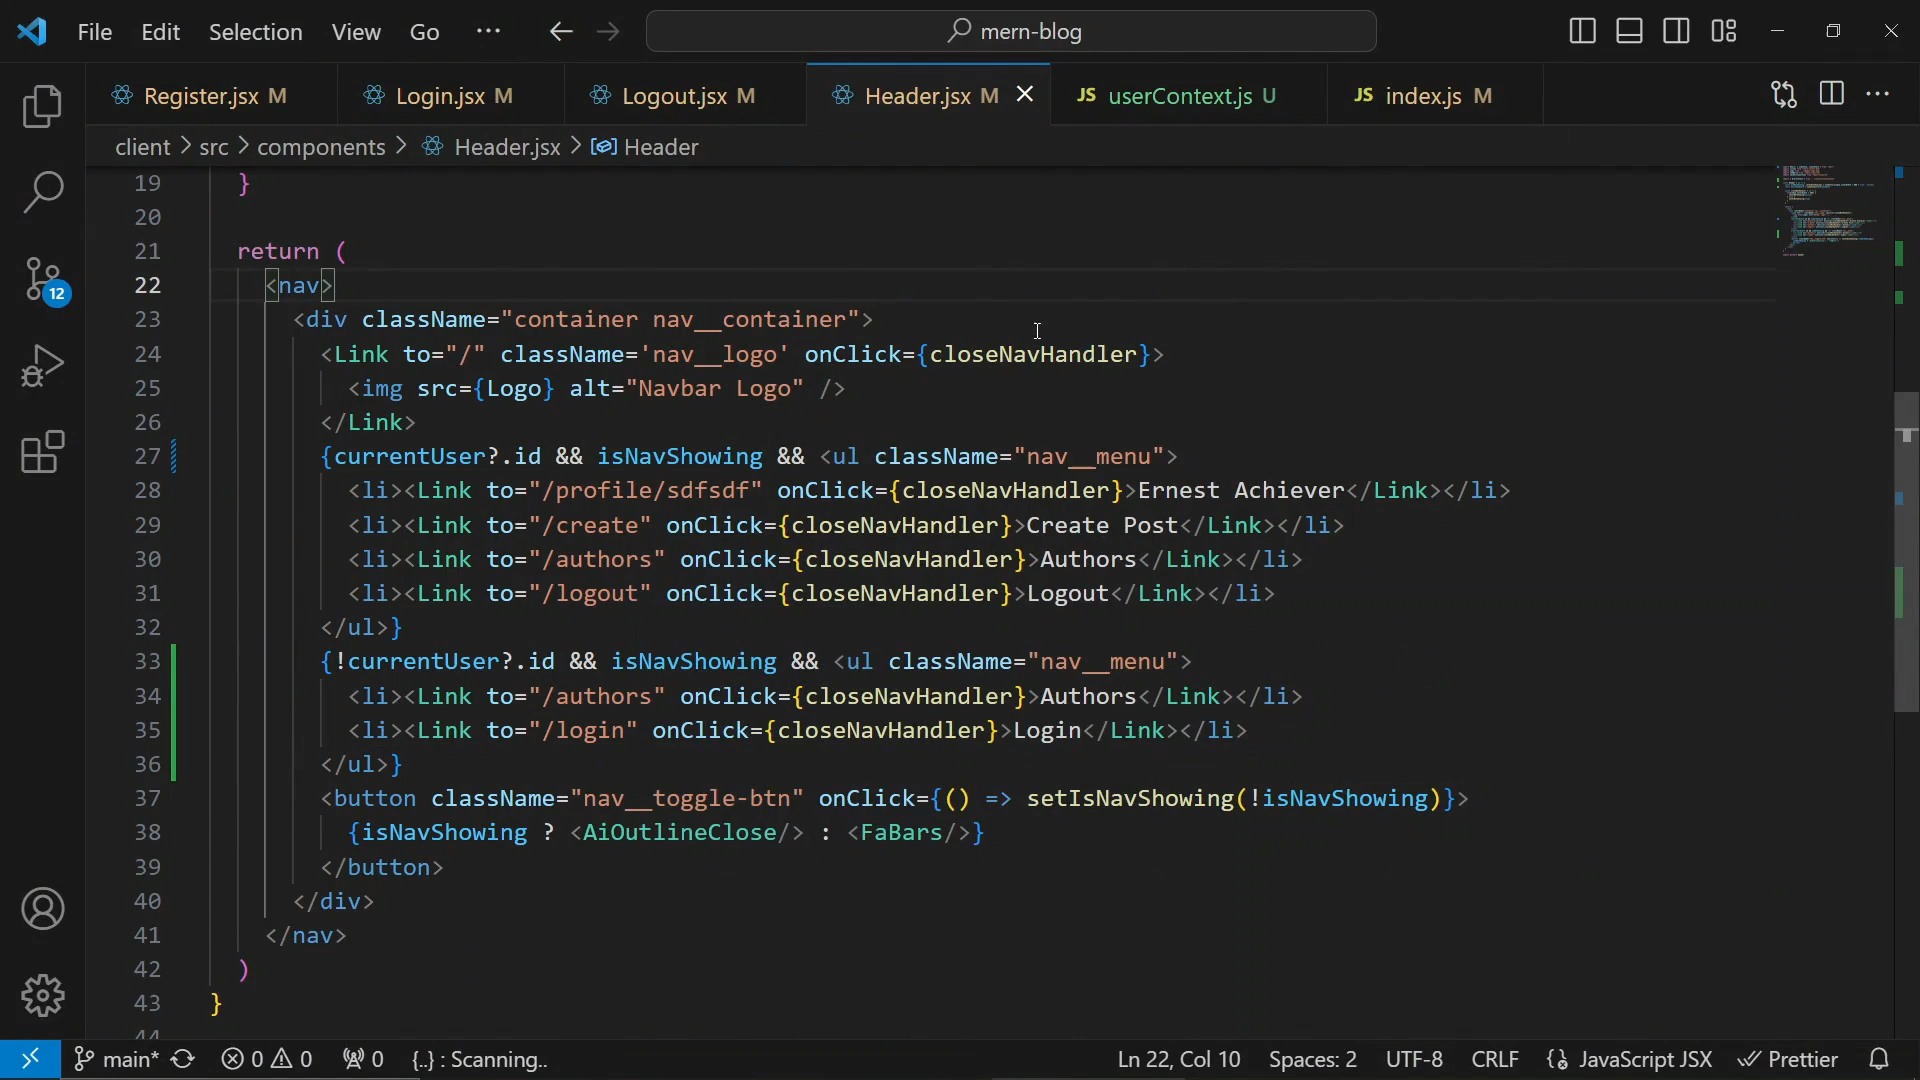 File Edit Selection View Go ··· mern-blog
Register.jsx M Login.jsx M Logout.jsx M Header.jsx M JS userContext.js U JS index.js M
client > src > components > Header.jsx > Header
19 }
20
21 return (
22 <nav>
23 <div className="container nav__container">
24 <Link to="/" className='nav__logo' onClick={closeNavHandler}>
25 <img src={Logo} alt="Navbar Logo" />
26 </Link>
27 {currentUser?.id && isNavShowing && <ul className="nav__menu">
28 <li><Link to="/profile/sdfsdf" onClick={closeNavHandler}>Ernest Achiever</Link></li>
29 <li><Link to="/create" onClick={closeNavHandler}>Create Post</Link></li>
30 <li><Link to="/authors" onClick={closeNavHandler}>Authors</Link></li>
31 <li><Link to="/logout" onClick={closeNavHandler}>Logout</Link></li>
32 </ul>}
33 {!currentUser?.id && isNavShowing && <ul className="nav__menu">
34 <li><Link to="/authors" onClick={closeNavHandler}>Authors</Link></li>
35 <li><Link to="/login" onClick={closeNavHandler}>Login</Link></li>
36 </ul>}
37 <button className="nav__toggle-btn" onClick={() => setIsNavShowing(!isNavShowing)}>
38 {isNavShowing ? <AiOutlineClose/> : <FaBars/>}
39 </button>
40 </div>
41 </nav>
42 )
43 }
44
12
main* 0 0 0 {..} : Scanning.. Ln 22, Col 10 Spaces: 2 UTF-8 CRLF JavaScript JSX Prettier